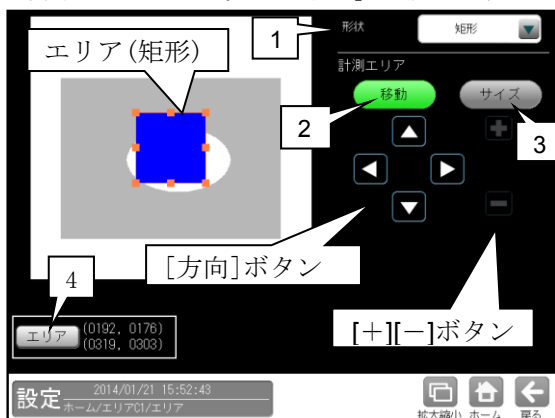 形状
矩形
1
エリア(矩形)
計測エリア
移動
サイズ
2
3
[方向]ボタン
4
[＋][－]ボタン
エリア
(0192, 0176)
(0319, 0303)
設定
2014/01/21 15:52:43
ホーム/エリアC1/エリア
拡大縮小
ホーム
戻る